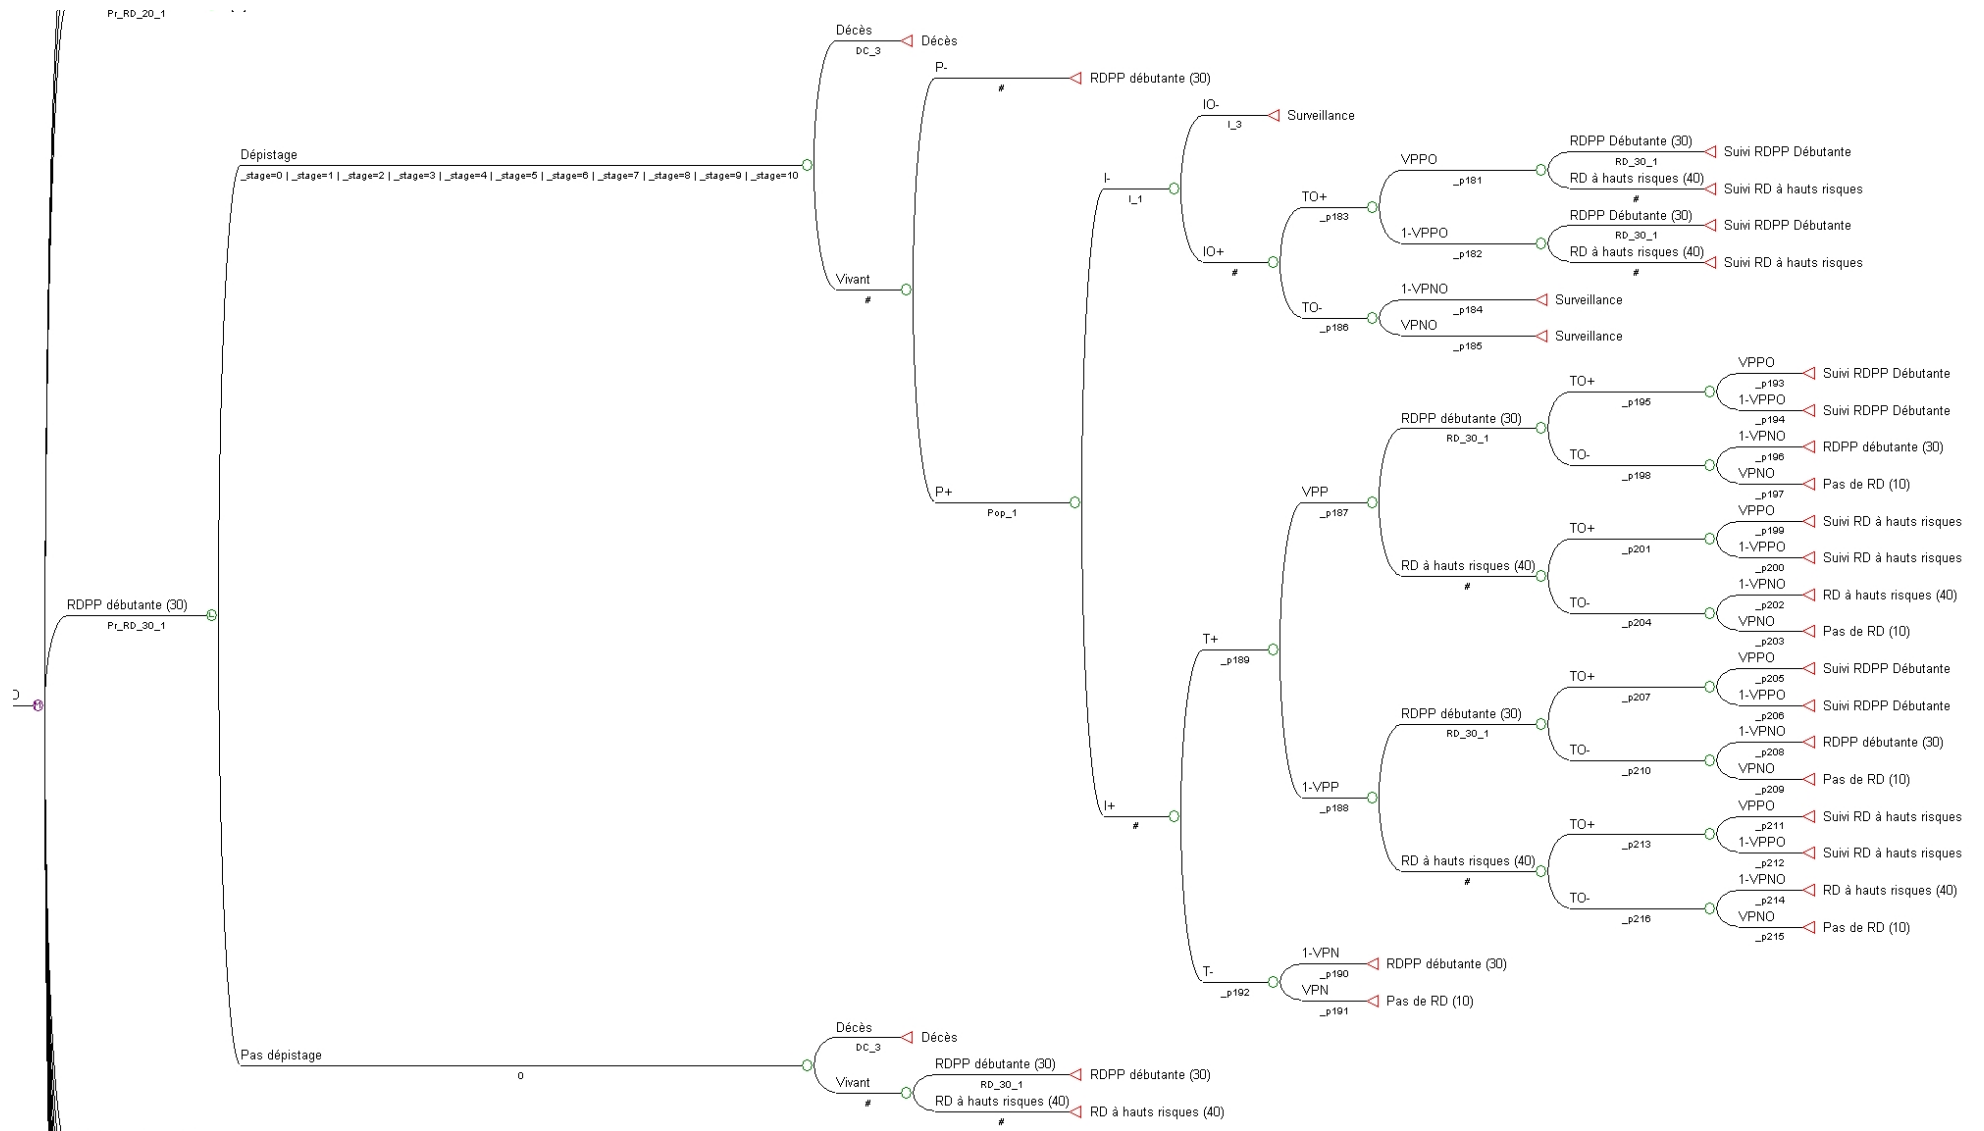 Pr_RD_20_1
Décès
DC_3
Décès
P-
#
RDPP débutante (30)
IO-
I_3
Surveillance
Dépistage
_stage=0 | _stage=1 | _stage=2 | _stage=3 | _stage=4 | _stage=5 | _stage=6 | _stage=7 | _stage=8 | _stage=9 | _stage=10
I-
I_1
TO+
_p183
VPPO
_p181
RDPP Débutante (30)
RD_30_1
Suivi RDPP Débutante
RD à hauts risques (40)
#
Suivi RD à hauts risques
1-VPPO
_p182
RDPP Débutante (30)
RD_30_1
Suivi RDPP Débutante
RD à hauts risques (40)
#
Suivi RD à hauts risques
IO+
#
Vivant
#
TO-
_p186
1-VPNO
_p184
Surveillance
VPNO
_p185
Surveillance
P+
Pop_1
VPP
_p187
RDPP débutante (30)
RD_30_1
TO+
_p195
VPPO
_p193
Suivi RDPP Débutante
1-VPPO
_p194
Suivi RDPP Débutante
TO-
_p198
1-VPNO
_p196
RDPP débutante (30)
VPNO
_p197
Pas de RD (10)
RD à hauts risques (40)
#
TO+
_p201
VPPO
_p199
Suivi RD à hauts risques
1-VPPO
_p200
Suivi RD à hauts risques
TO-
_p204
1-VPNO
_p202
RD à hauts risques (40)
VPNO
_p203
Pas de RD (10)
RDPP débutante (30)
Pr_RD_30_1
T+
_p189
1-VPP
_p188
RDPP débutante (30)
RD_30_1
TO+
_p207
VPPO
_p205
Suivi RDPP Débutante
1-VPPO
_p206
Suivi RDPP Débutante
TO-
_p210
1-VPNO
_p208
RDPP débutante (30)
VPNO
_p209
Pas de RD (10)
RD à hauts risques (40)
#
TO+
_p213
VPPO
_p211
Suivi RD à hauts risques
1-VPPO
_p212
Suivi RD à hauts risques
TO-
_p216
1-VPNO
_p214
RD à hauts risques (40)
VPNO
_p215
Pas de RD (10)
I+
#
T-
_p192
1-VPN
_p190
RDPP débutante (30)
VPN
_p191
Pas de RD (10)
Pas dépistage
0
Décès
DC_3
Décès
Vivant
#
RDPP débutante (30)
RD_30_1
RDPP débutante (30)
RD à hauts risques (40)
#
RD à hauts risques (40)